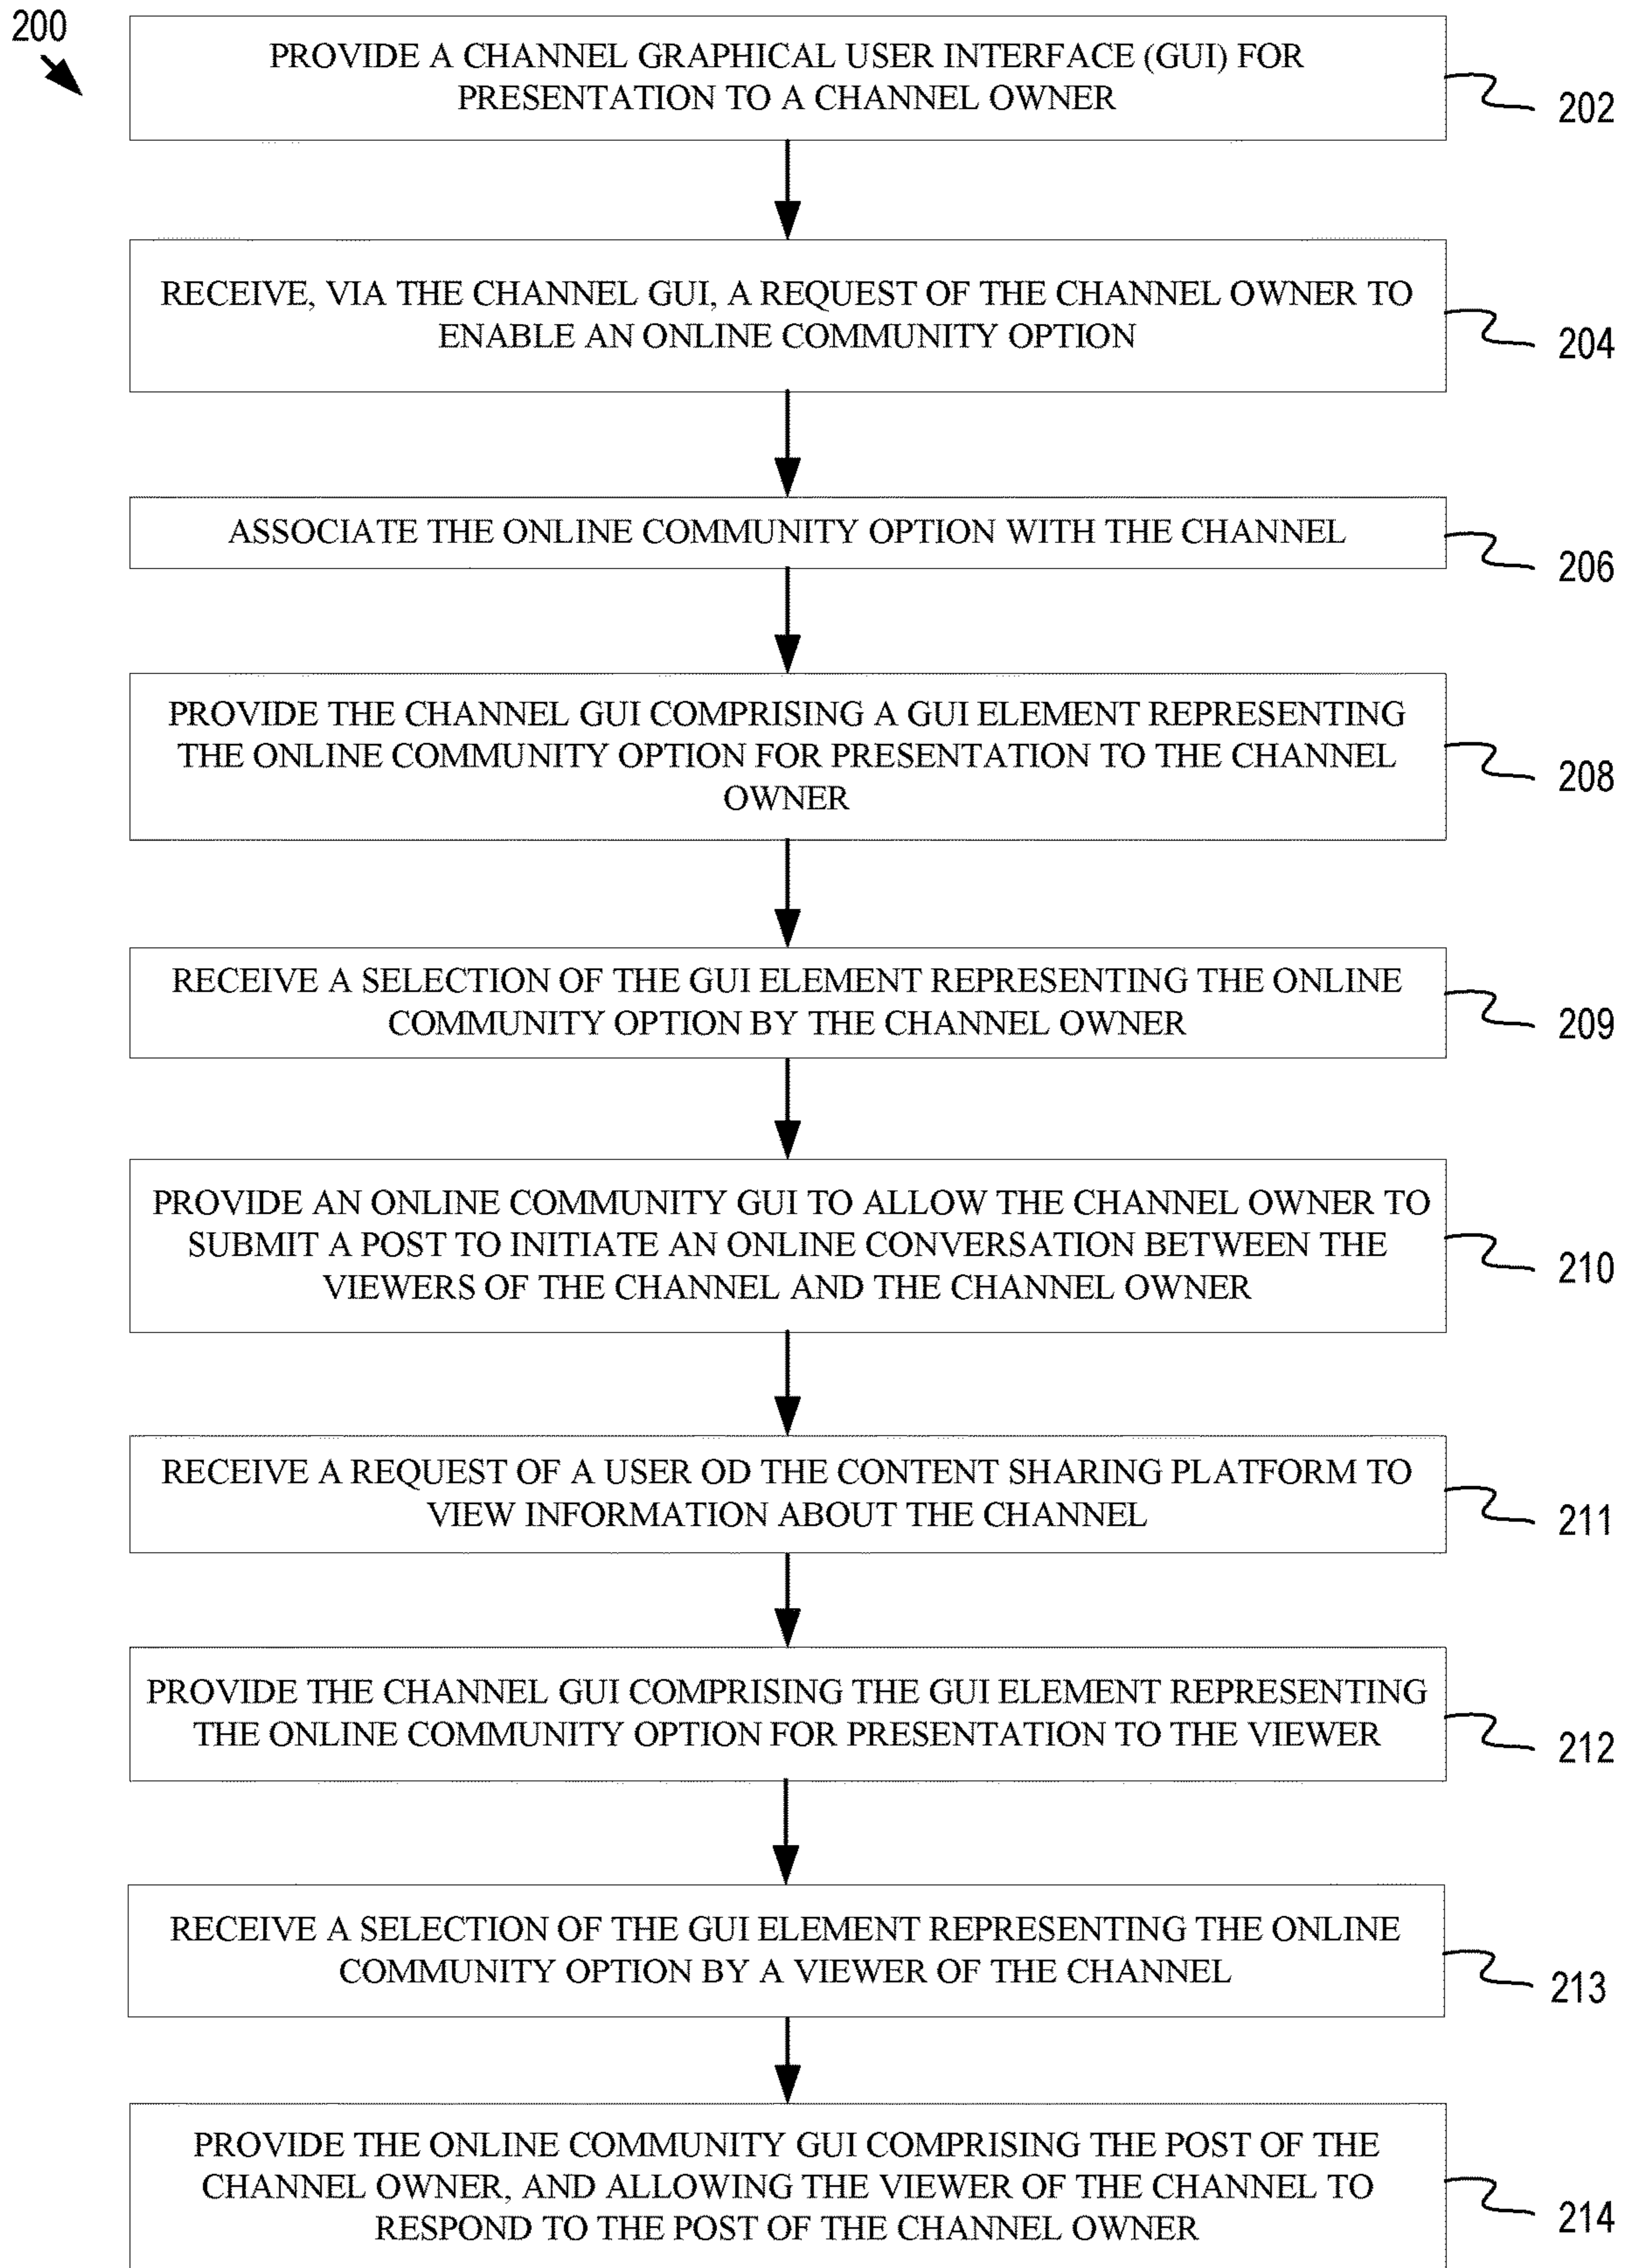 200
PROVIDE A CHANNEL GRAPHICAL USER INTERFACE (GUI) FOR
PRESENTATION TO A CHANNEL OWNER
202
RECEIVE, VIA THE CHANNEL GUI, A REQUEST OF THE CHANNEL OWNER TO
ENABLE AN ONLINE COMMUNITY OPTION
204
ASSOCIATE THE ONLINE COMMUNITY OPTION WITH THE CHANNEL
206
PROVIDE THE CHANNEL GUI COMPRISING A GUI ELEMENT REPRESENTING
THE ONLINE COMMUNITY OPTION FOR PRESENTATION TO THE CHANNEL
OWNER
208
RECEIVE A SELECTION OF THE GUI ELEMENT REPRESENTING THE ONLINE
COMMUNITY OPTION BY THE CHANNEL OWNER
209
PROVIDE AN ONLINE COMMUNITY GUI TO ALLOW THE CHANNEL OWNER TO
SUBMIT A POST TO INITIATE AN ONLINE CONVERSATION BETWEEN THE
VIEWERS OF THE CHANNEL AND THE CHANNEL OWNER
210
RECEIVE A REQUEST OF A USER OD THE CONTENT SHARING PLATFORM TO
VIEW INFORMATION ABOUT THE CHANNEL
211
PROVIDE THE CHANNEL GUI COMPRISING THE GUI ELEMENT REPRESENTING
THE ONLINE COMMUNITY OPTION FOR PRESENTATION TO THE VIEWER
212
RECEIVE A SELECTION OF THE GUI ELEMENT REPRESENTING THE ONLINE
COMMUNITY OPTION BY A VIEWER OF THE CHANNEL
213
PROVIDE THE ONLINE COMMUNITY GUI COMPRISING THE POST OF THE
CHANNEL OWNER, AND ALLOWING THE VIEWER OF THE CHANNEL TO
RESPOND TO THE POST OF THE CHANNEL OWNER
214